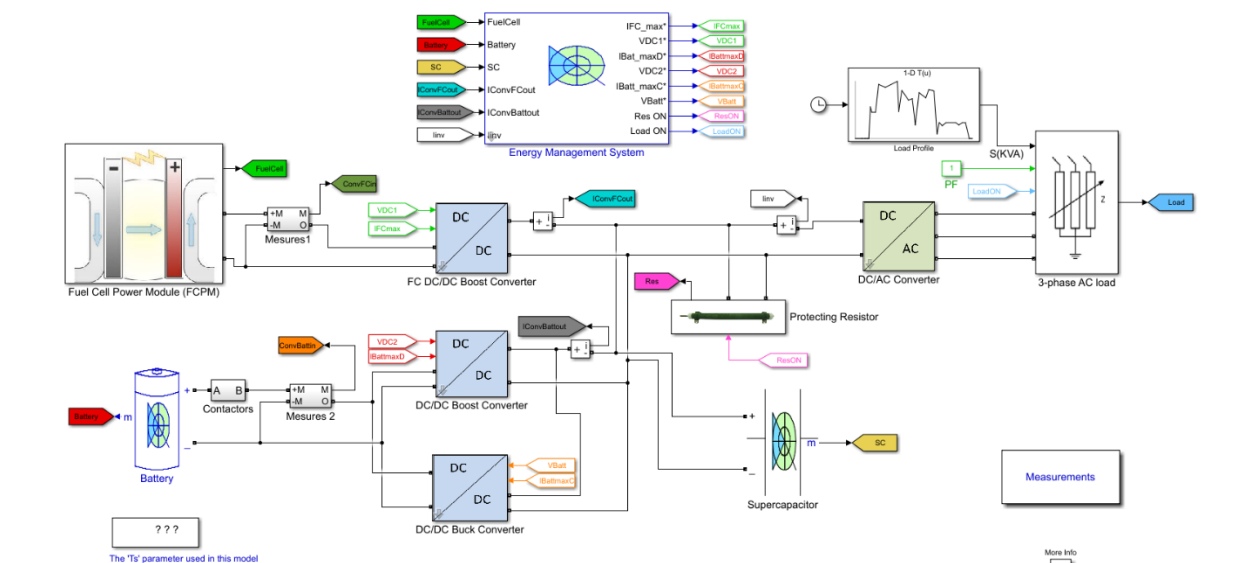 FuelCell
Battery
SC
IConvFCout
IConvBattout
Iinv
FuelCell
Battery
SC
IConvFCout
IConvBattout
Iinv
IFC_max*
VDC1*
IBat_maxD*
VDC2*
IBatt_maxC*
VBatt*
Res ON
Load ON
IFCmax
VDC1
IBattmaxD
VDC2
IBattmaxC
VBatt
ResON
LoadON
Energy Management System
1-D T(u)
Load Profile
S(KVA)
1
PF
LoadON
Z
Load
3-phase AC load
- +
Fuel Cell Power Module (FCPM)
FuelCell
ConvFCin
+M M
-M O
Mesures1
VDC1
IFCmax
DC
DC
FC DC/DC Boost Converter
IConvFCout
+ i
-
Iinv
+ i
-
DC
AC
DC/AC Converter
Res
Protecting Resistor
ResON
IConvBattout
+ i
-
ConvBattIn
VDC2
IBattmaxD
DC
DC
DC/DC Boost Converter
Battery
m
+
_
Battery
A B
Contactors
+M M
-M O
Mesures 2
DC
DC
VBatt
IBattmaxC
DC/DC Buck Converter
+
_
m
SC
Supercapacitor
Measurements
? ? ?
The 'Ts' parameter used in this model
More Info